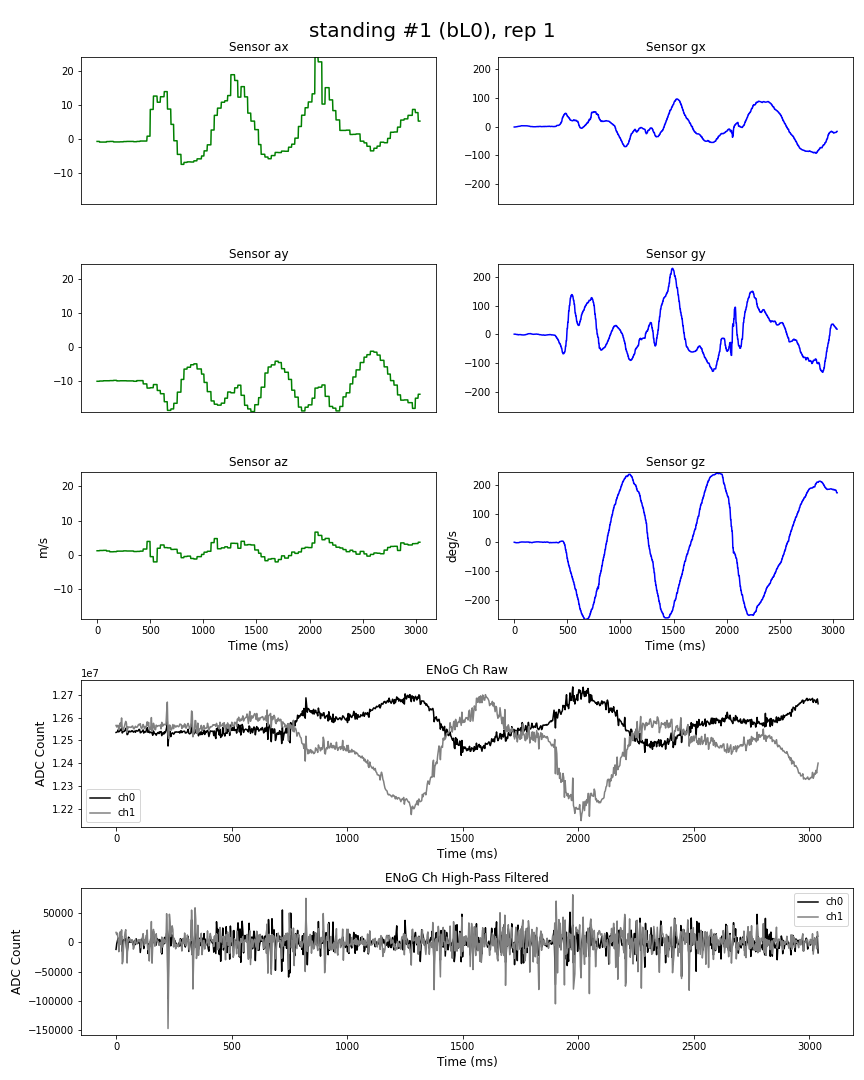 standing #1 (bL0), rep 1
Sensor ax
20
10
0
−10
Sensor gx
200
100
0
−100
−200
Sensor ay
20
10
0
−10
Sensor gy
200
100
0
−100
−200
Sensor az
m/s
20
10
0
−10
0 500 1000 1500 2000 2500 3000
Time (ms)
Sensor gz
deg/s
200
100
0
−100
−200
0 500 1000 1500 2000 2500 3000
Time (ms)
ENoG Ch Raw
1e7
ADC Count
1.27
1.26
1.25
1.24
1.23
1.22
ch0
ch1
0 500 1000 1500 2000 2500 3000
Time (ms)
ENoG Ch High-Pass Filtered
ADC Count
50000
0
−50000
−100000
−150000
ch0
ch1
0 500 1000 1500 2000 2500 3000
Time (ms)